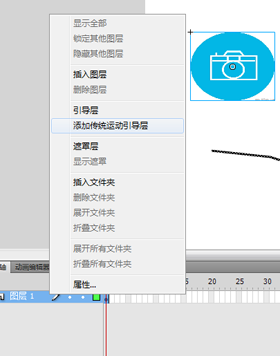 显示全部
锁定其他图层
隐藏其他图层
插入图层
删除图层
引导层
添加传统运动引导层
遮罩层
显示遮罩
插入文件夹
删除文件夹
展开文件夹
折叠文件夹
展开所有文件夹
折叠所有文件夹
属性...
动画编辑器
15 20 25 30
图层 1